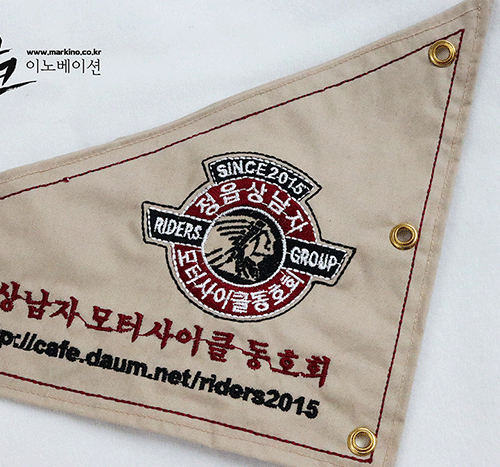 www.markino.co.kr
이노베이션
SINCE 2015
정읍상남자
RIDERS GROUP
모터사이클동호회
상남자 모터사이클 동호회
p://cafe.daum.net/riders2015